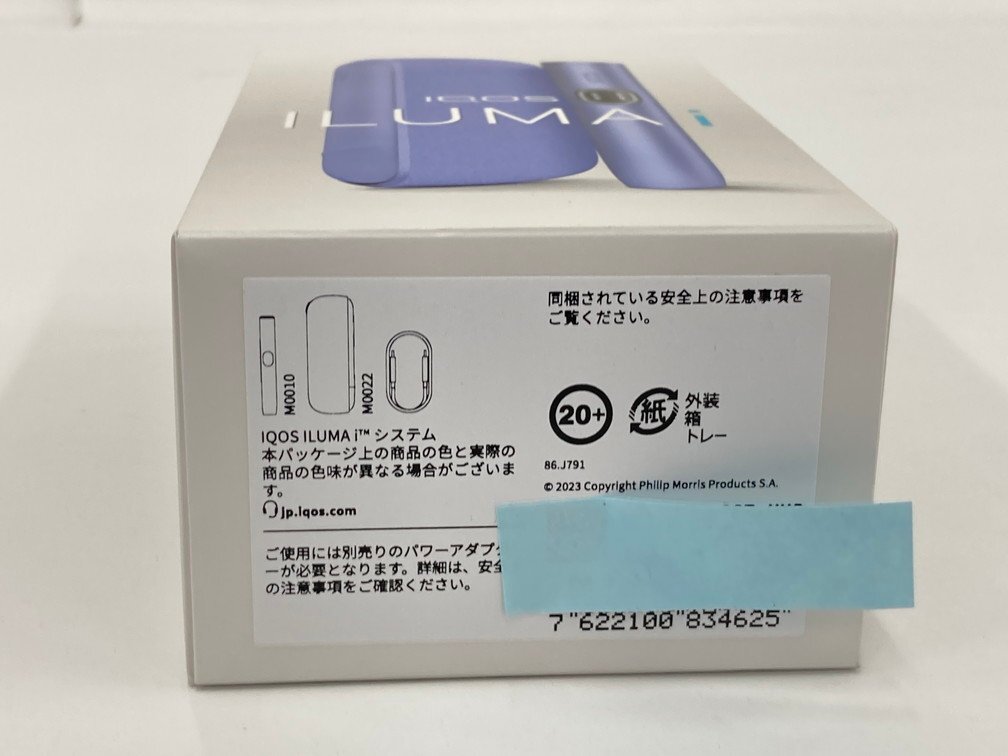 IQOS
ILUMA i
M0010
M0022
IQOS ILUMA i™ システム
本パッケージ上の商品の色と実際の
商品の色味が異なる場合がございま
す。
jp.iqos.com
ご使用には別売りのパワーアダプタ
ーが必要となります。詳細は、安全
の注意事項をご確認ください。
同梱されている安全上の注意事項を
ご覧ください。
20+
紙
外装
箱
トレー
86.J791
© 2023 Copyright Philip Morris Products S.A.
7"622100"834625"